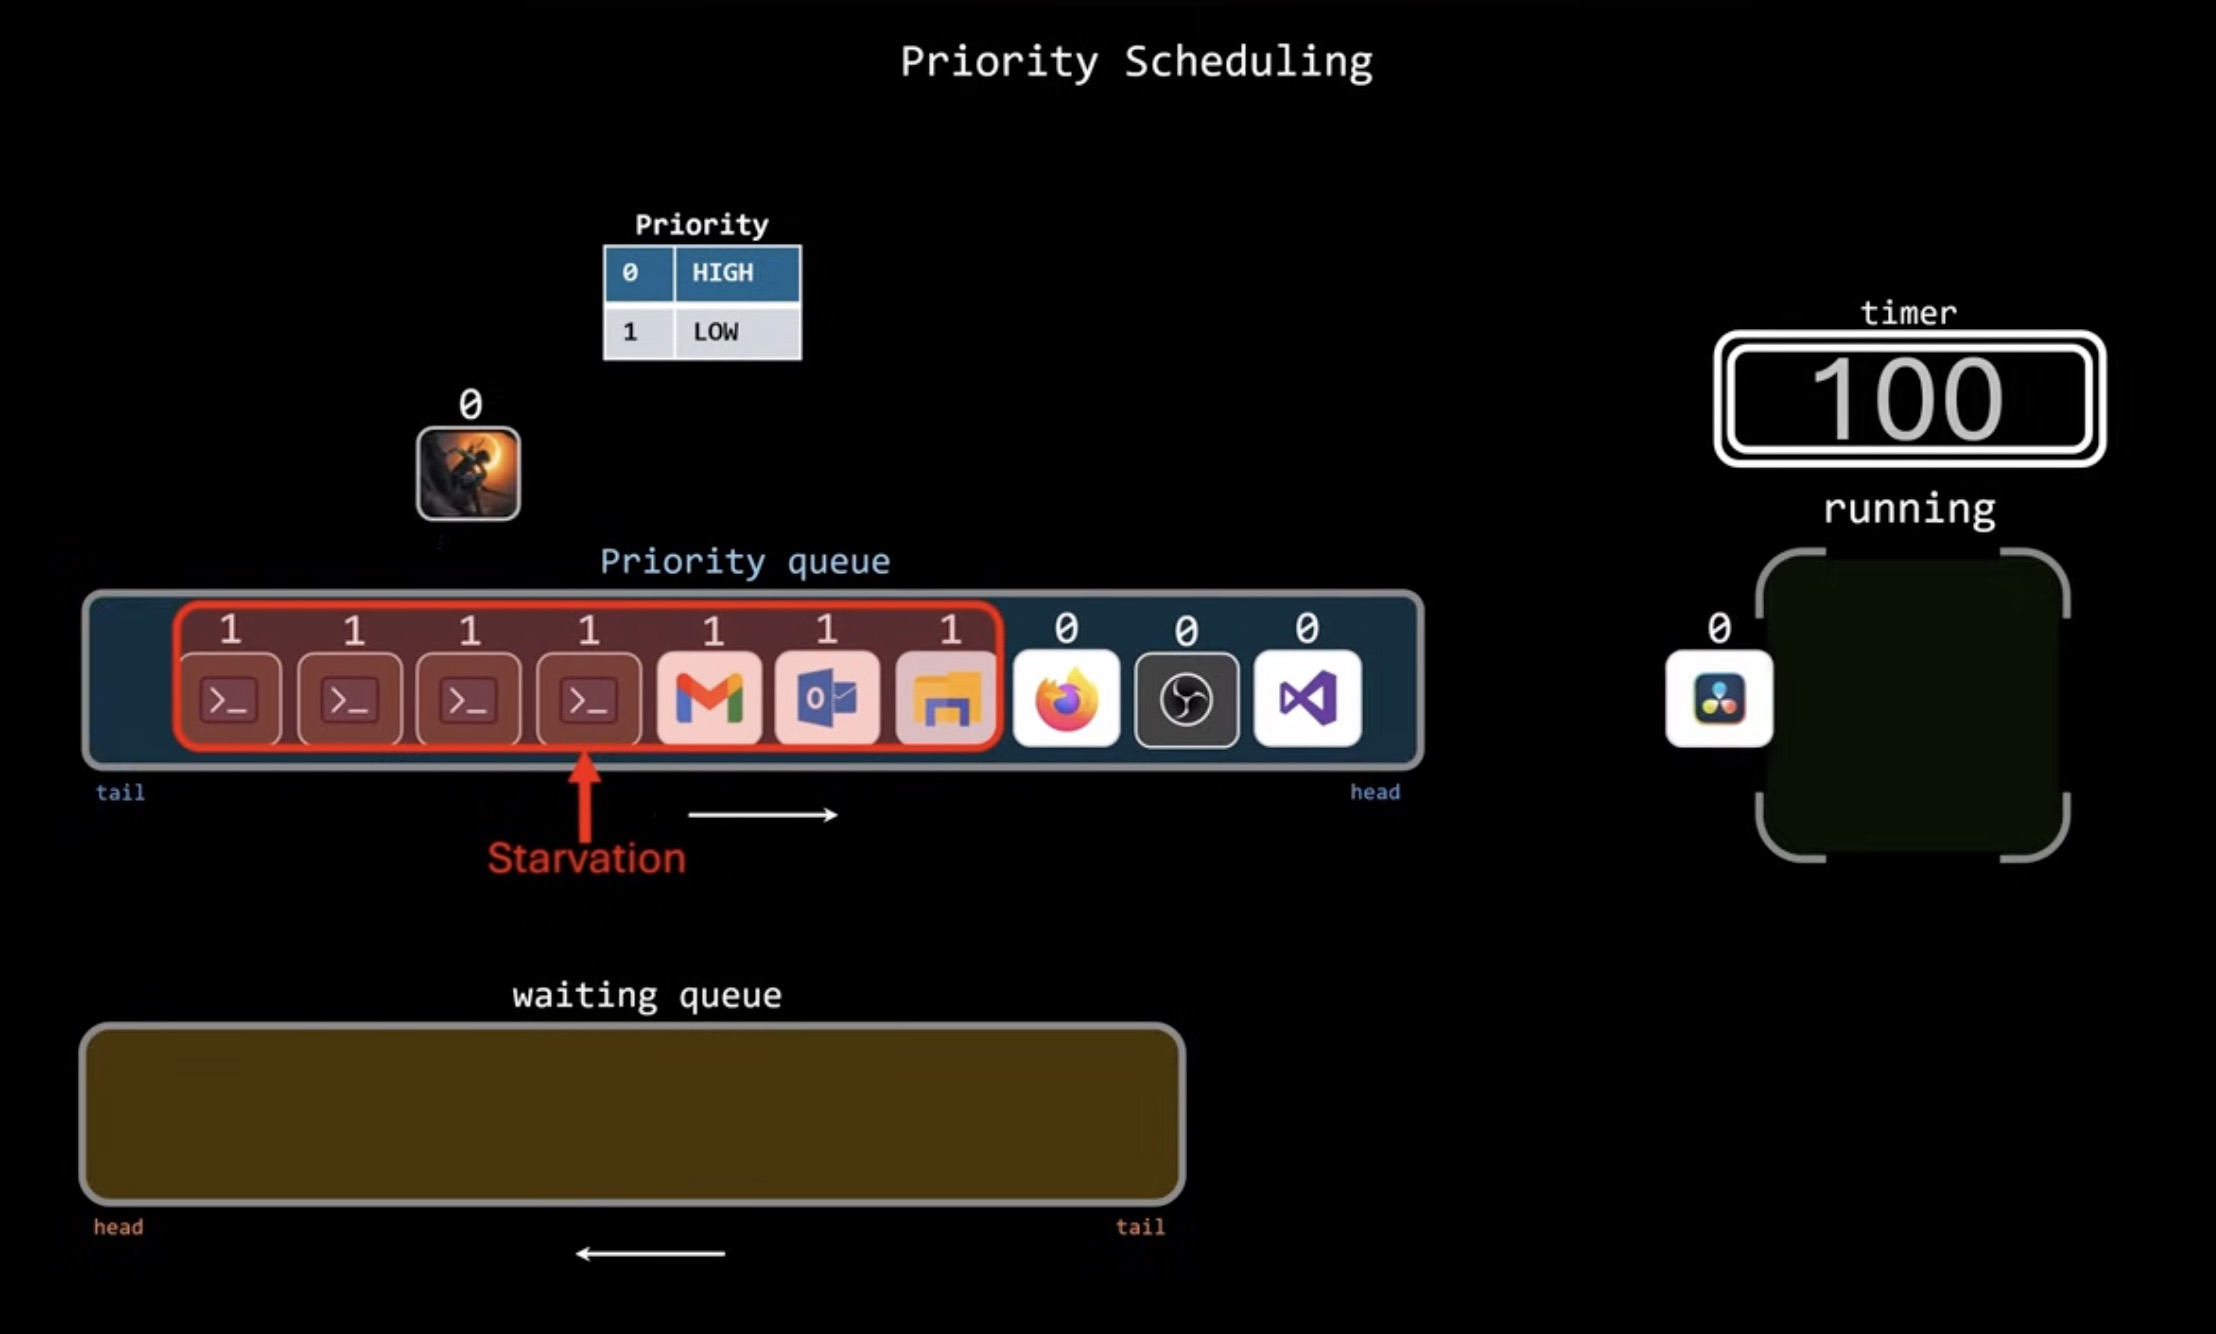 Priority Scheduling
Priority
0 HIGH
1 LOW
timer
100
0
running
Priority queue
1 1 1 1 1 1 1 0 0 0
0
>_ >_ >_ >_ O
tail
head
Starvation
waiting queue
head
tail